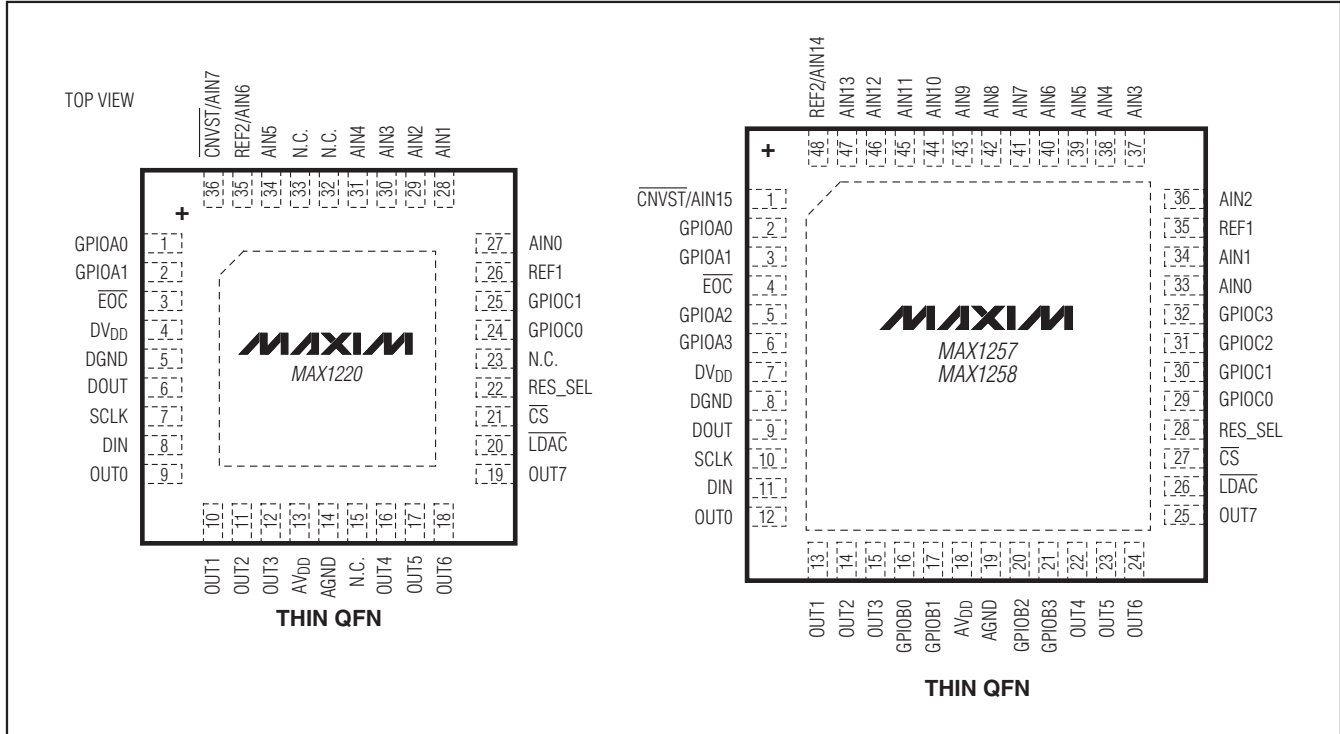 TOP VIEW
CNVST/AIN7
REF2/AIN6
AIN5
N.C.
N.C.
AIN4
AIN3
AIN2
AIN1
36
35
34
33
32
31
30
29
28
+
GPIOA0 1
GPIOA1 2
EOC 3
DVDD 4
DGND 5
DOUT 6
SCLK 7
DIN 8
OUT0 9
27 AIN0
26 REF1
25 GPIOC1
24 GPIOC0
23 N.C.
22 RES_SEL
21 CS
20 LDAC
19 OUT7
MAXIM
MAX1220
10
11
12
13
14
15
16
17
18
OUT1
OUT2
OUT3
AVDD
AGND
N.C.
OUT4
OUT5
OUT6
THIN QFN
REF2/AIN14
AIN13
AIN12
AIN11
AIN10
AIN9
AIN8
AIN7
AIN6
AIN5
AIN4
AIN3
48
47
46
45
44
43
42
41
40
39
38
37
+
CNVST/AIN15 1
GPIOA0 2
GPIOA1 3
EOC 4
GPIOA2 5
GPIOA3 6
DVDD 7
DGND 8
DOUT 9
SCLK 10
DIN 11
OUT0 12
36 AIN2
35 REF1
34 AIN1
33 AIN0
32 GPIOC3
31 GPIOC2
30 GPIOC1
29 GPIOC0
28 RES_SEL
27 CS
26 LDAC
25 OUT7
MAXIM
MAX1257
MAX1258
13
14
15
16
17
18
19
20
21
22
23
24
OUT1
OUT2
OUT3
GPIOB0
GPIOB1
AVDD
AGND
GPIOB2
GPIOB3
OUT4
OUT5
OUT6
THIN QFN